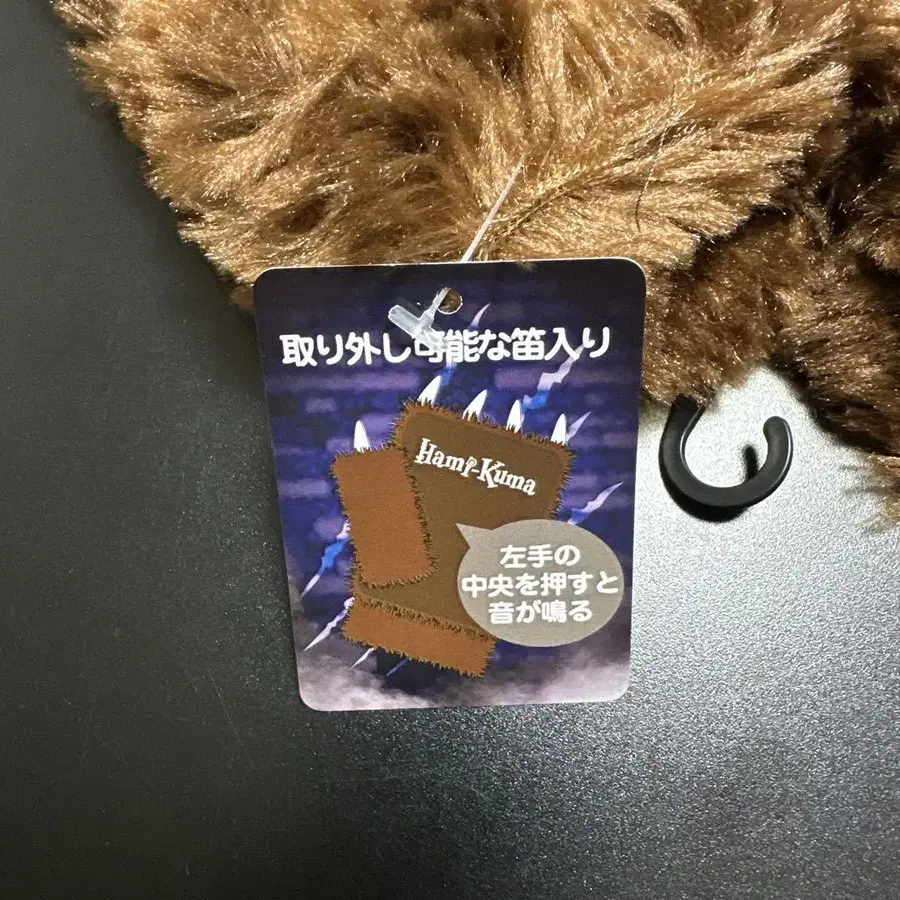 取り外し可能な笛入り
Hami-Kuma
左手の
中央を押すと
音が鳴る